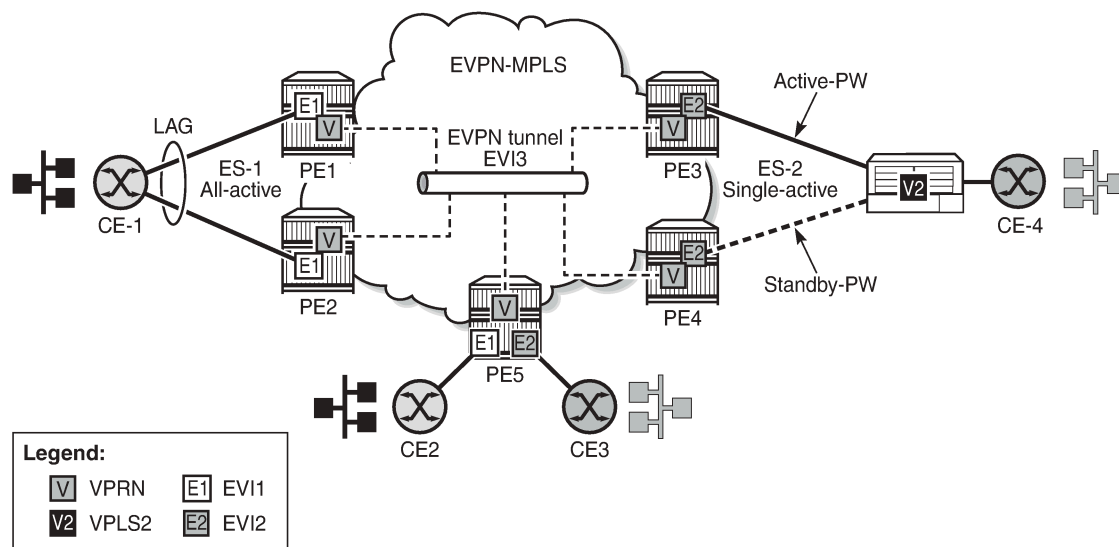 EVPN-MPLS
Active-PW
LAG
E1
V
PE1
EVPN tunnel
EVI3
E2
V
PE3
ES-1
All-active
ES-2
Single-active
V2
CE-1
CE-4
V
E1
PE2
E2
V
PE4
Standby-PW
V
E1
E2
PE5
CE2
CE3
Legend:
V VPRN E1 EVI1
V2 VPLS2 E2 EVI2